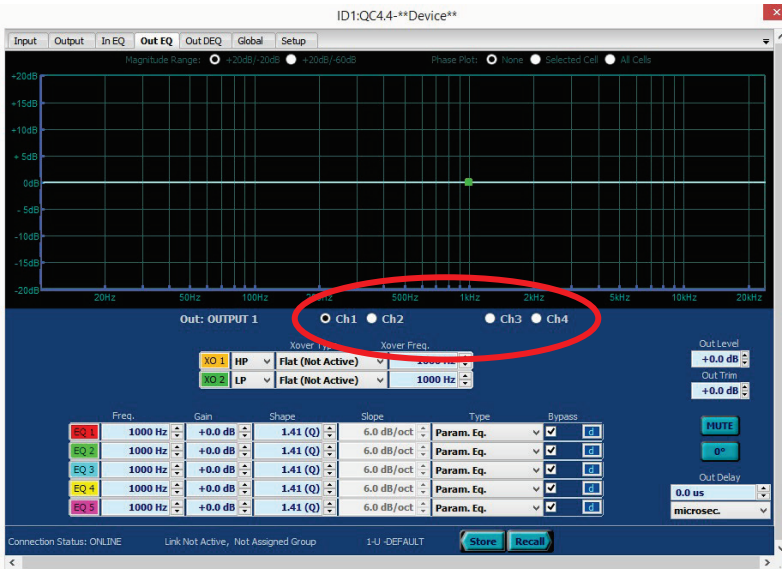 ID1:QC4.4-**Device**
Input Output In EQ Out EQ Out DEQ Global Setup
Magnitude Range: +20dB/-20dB +20dB/-60dB Phase Plot: None Selected Cell All Cells
+20dB
+15dB
+10dB
+ 5dB
0dB
- 5dB
-10dB
-15dB
-20dB
20Hz 50Hz 100Hz 500Hz 1kHz 2kHz 5kHz 10kHz 20kHz
Out: OUTPUT 1 Ch1 Ch2 Ch3 Ch4
Xover Type Xover Freq. Out Level
XO 1 HP Flat (Not Active) 1000 Hz +0.0 dB
XO 2 LP Flat (Not Active) 1000 Hz Out Trim
+0.0 dB
Freq. Gain Shape Slope Type Bypass
EQ 1 1000 Hz +0.0 dB 1.41 (Q) 6.0 dB/oct Param. Eq. d MUTE
EQ 2 1000 Hz +0.0 dB 1.41 (Q) 6.0 dB/oct Param. Eq. d 0°
EQ 3 1000 Hz +0.0 dB 1.41 (Q) 6.0 dB/oct Param. Eq. d Out Delay
EQ 4 1000 Hz +0.0 dB 1.41 (Q) 6.0 dB/oct Param. Eq. d 0.0 us
EQ 5 1000 Hz +0.0 dB 1.41 (Q) 6.0 dB/oct Param. Eq. d microsec.
Connection Status: ONLINE Link Not Active, Not Assigned Group 1-U -DEFAULT Store Recall